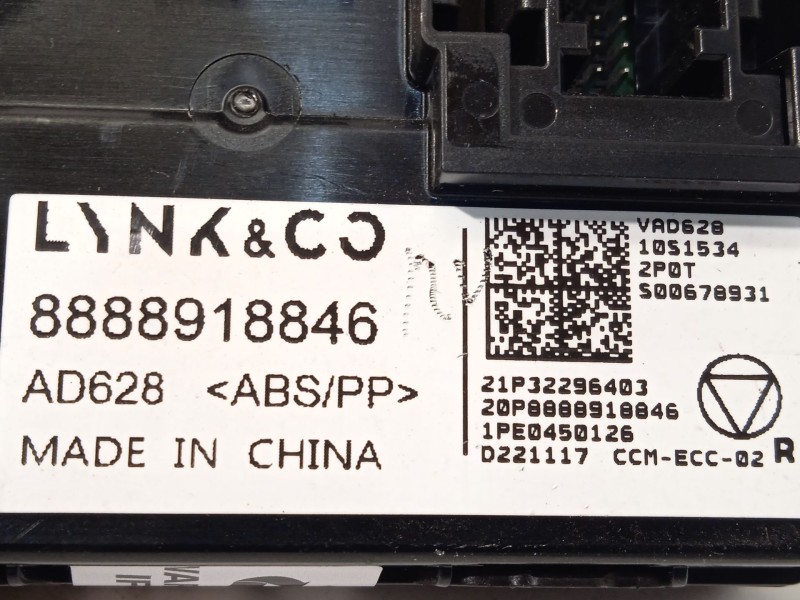 LYNK&CO
8888918846
AD628 <ABS/PP>
MADE IN CHINA
VAD628
10S1534
2P0T
S00678931
21P32296403
20P8888918846
1PE0450126
D221117 CCM-ECC-02 R